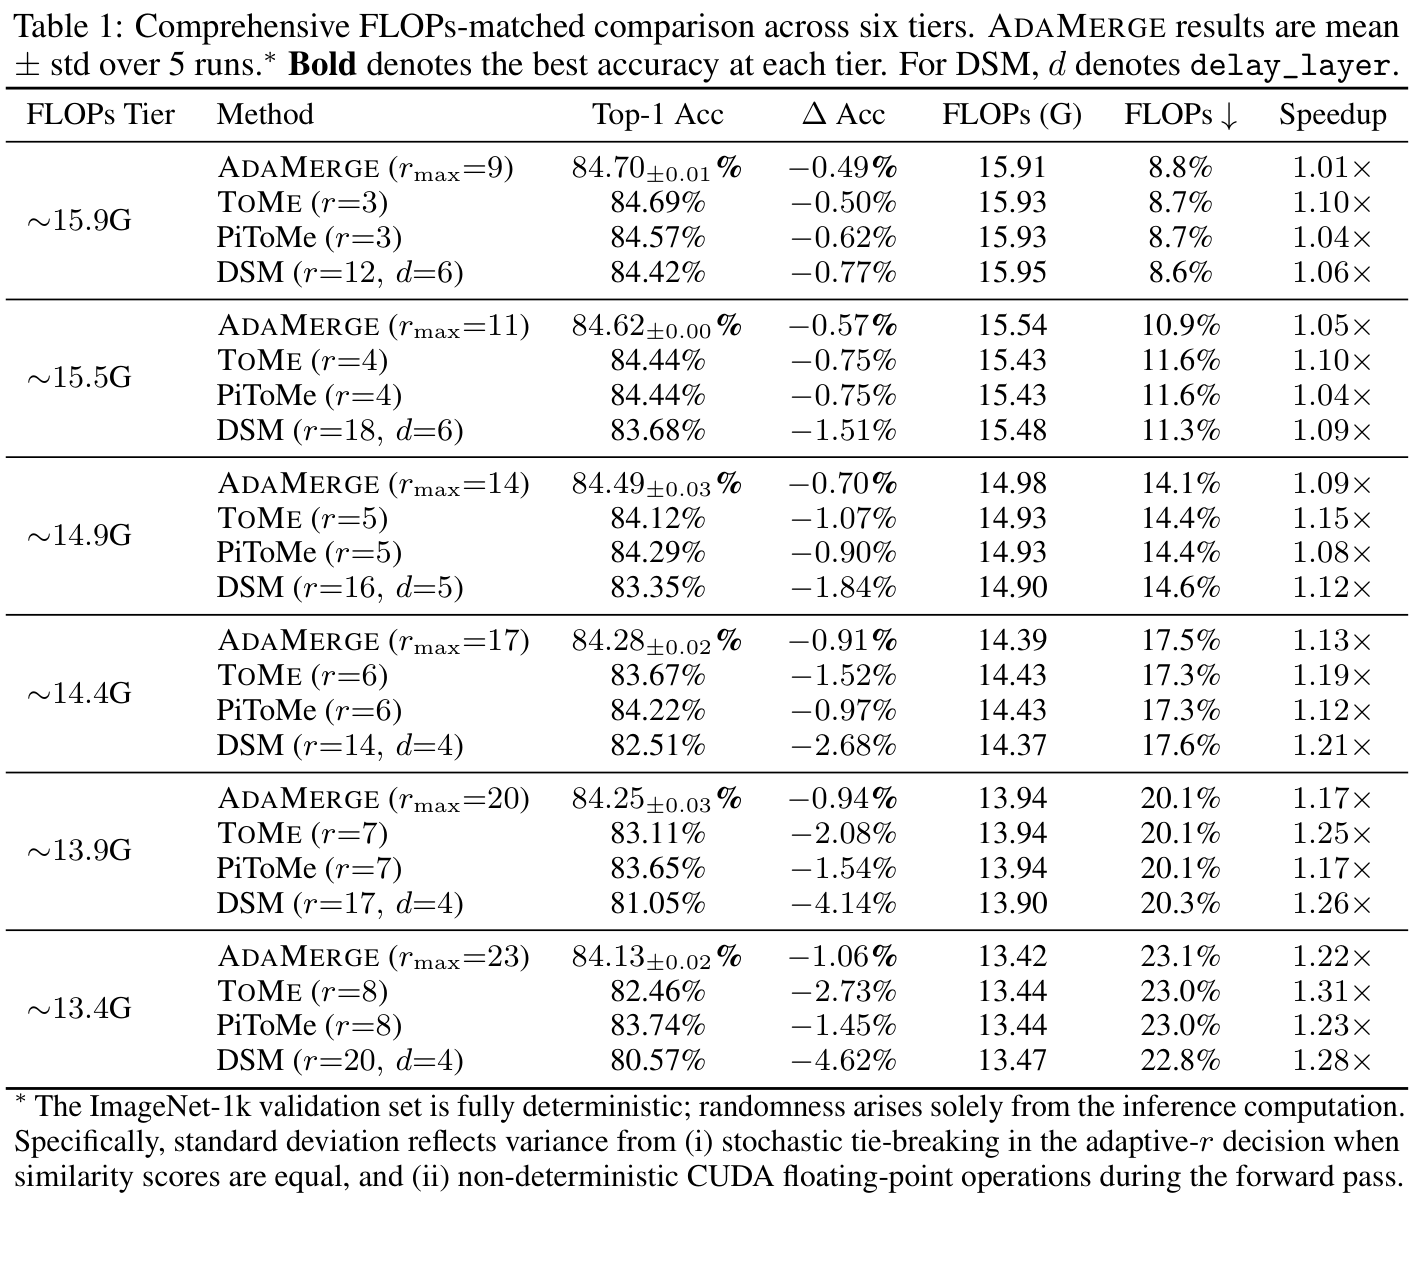 Table 1: Comprehensive FLOPs-matched comparison across six tiers. ADAMERGE results are mean
± std over 5 runs.* Bold denotes the best accuracy at each tier. For DSM, d denotes delay_layer.
FLOPs Tier Method Top-1 Acc Δ Acc FLOPs (G) FLOPs ↓ Speedup
~15.9G
ADAMERGE (r_max=9) 84.70±0.01% −0.49% 15.91 8.8% 1.01×
TOME (r=3) 84.69% −0.50% 15.93 8.7% 1.10×
PiToMe (r=3) 84.57% −0.62% 15.93 8.7% 1.04×
DSM (r=12, d=6) 84.42% −0.77% 15.95 8.6% 1.06×
~15.5G
ADAMERGE (r_max=11) 84.62±0.00% −0.57% 15.54 10.9% 1.05×
TOME (r=4) 84.44% −0.75% 15.43 11.6% 1.10×
PiToMe (r=4) 84.44% −0.75% 15.43 11.6% 1.04×
DSM (r=18, d=6) 83.68% −1.51% 15.48 11.3% 1.09×
~14.9G
ADAMERGE (r_max=14) 84.49±0.03% −0.70% 14.98 14.1% 1.09×
TOME (r=5) 84.12% −1.07% 14.93 14.4% 1.15×
PiToMe (r=5) 84.29% −0.90% 14.93 14.4% 1.08×
DSM (r=16, d=5) 83.35% −1.84% 14.90 14.6% 1.12×
~14.4G
ADAMERGE (r_max=17) 84.28±0.02% −0.91% 14.39 17.5% 1.13×
TOME (r=6) 83.67% −1.52% 14.43 17.3% 1.19×
PiToMe (r=6) 84.22% −0.97% 14.43 17.3% 1.12×
DSM (r=14, d=4) 82.51% −2.68% 14.37 17.6% 1.21×
~13.9G
ADAMERGE (r_max=20) 84.25±0.03% −0.94% 13.94 20.1% 1.17×
TOME (r=7) 83.11% −2.08% 13.94 20.1% 1.25×
PiToMe (r=7) 83.65% −1.54% 13.94 20.1% 1.17×
DSM (r=17, d=4) 81.05% −4.14% 13.90 20.3% 1.26×
~13.4G
ADAMERGE (r_max=23) 84.13±0.02% −1.06% 13.42 23.1% 1.22×
TOME (r=8) 82.46% −2.73% 13.44 23.0% 1.31×
PiToMe (r=8) 83.74% −1.45% 13.44 23.0% 1.23×
DSM (r=20, d=4) 80.57% −4.62% 13.47 22.8% 1.28×
* The ImageNet-1k validation set is fully deterministic; randomness arises solely from the inference computation.
Specifically, standard deviation reflects variance from (i) stochastic tie-breaking in the adaptive-r decision when
similarity scores are equal, and (ii) non-deterministic CUDA floating-point operations during the forward pass.